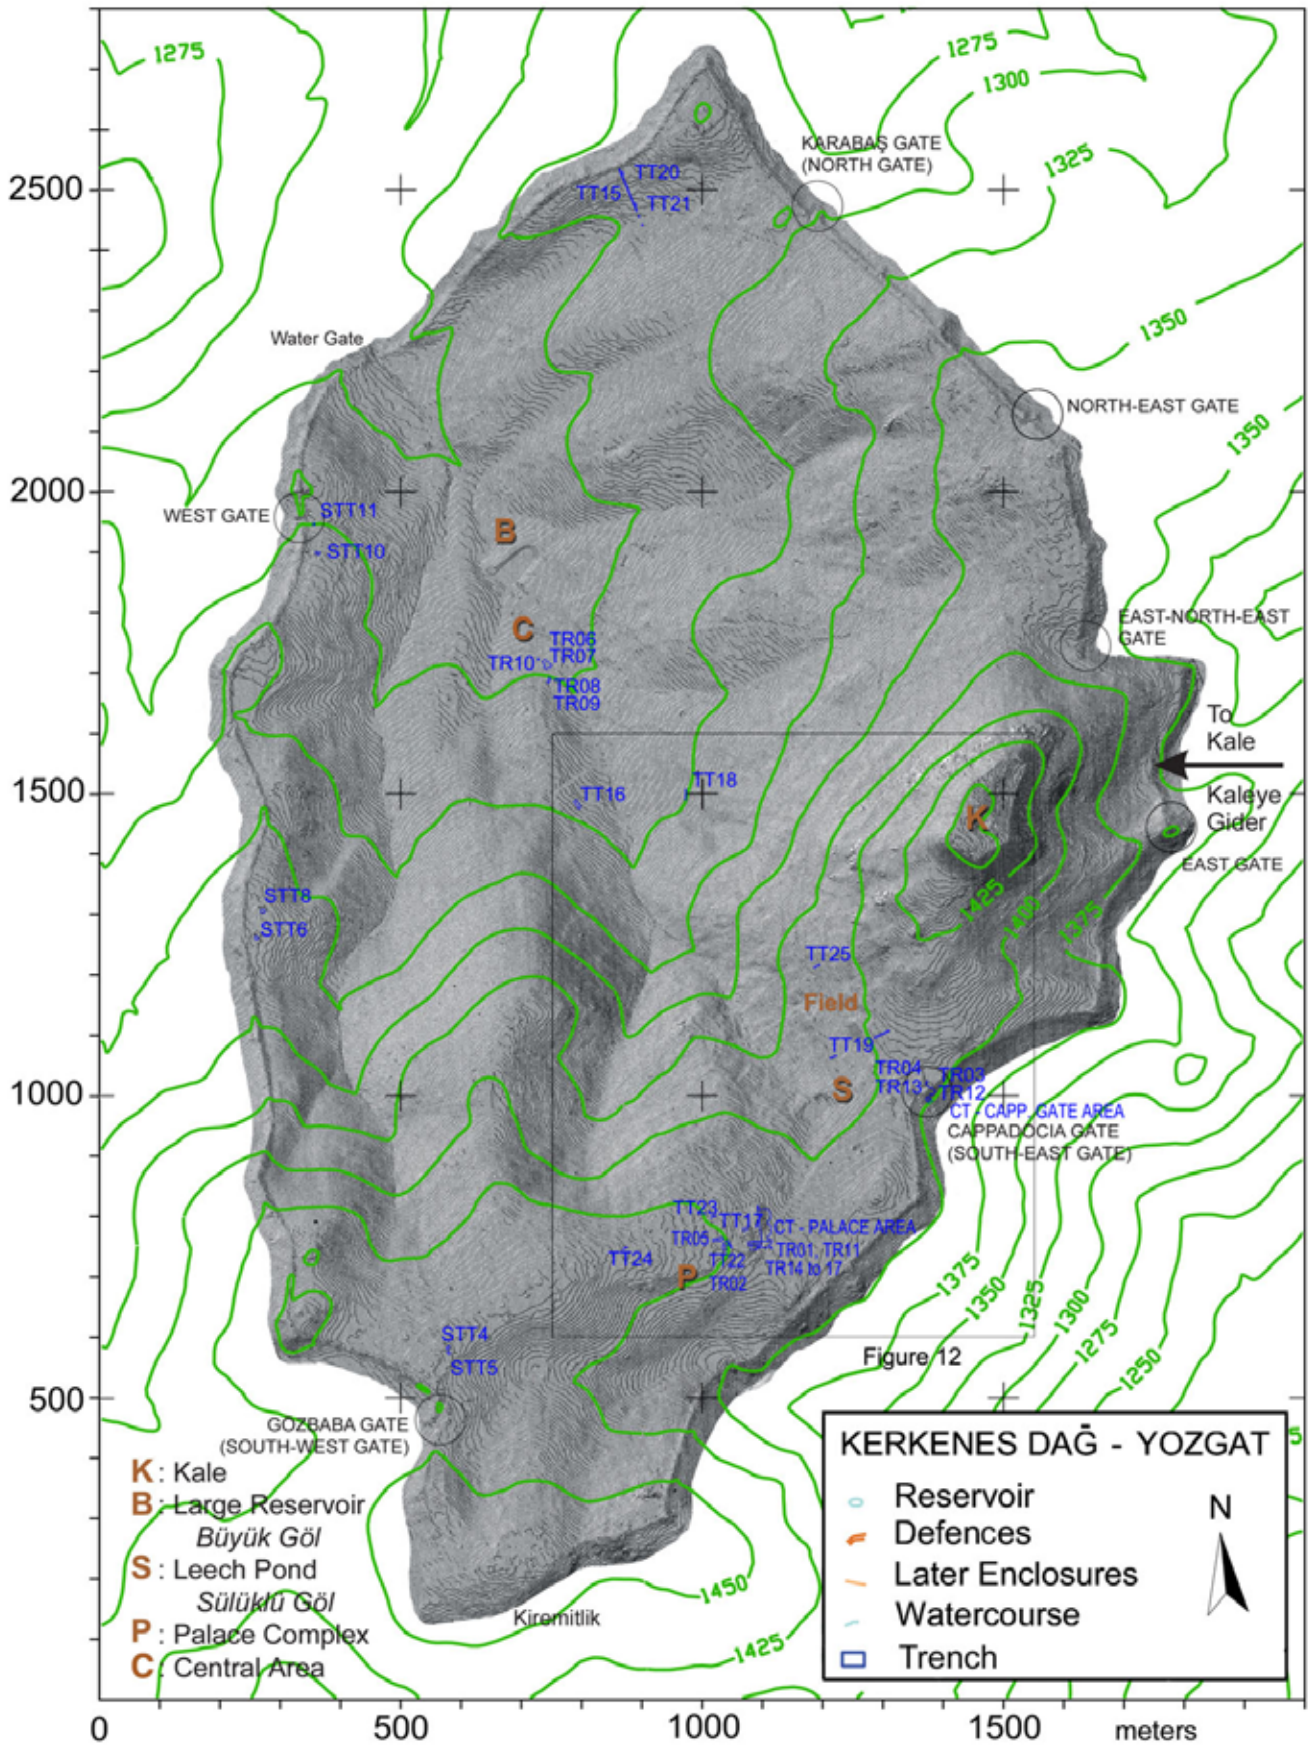 1275
1275
1300
KARABAŞ GATE
(NORTH GATE)
1325
TT20
2500
TT15
TT21
1350
Water Gate
NORTH-EAST GATE
1350
2000
WEST GATE
STT11
B
STT10
EAST-NORTH-EAST
GATE
C
TR06
TR10
TR07
TR08
TR09
To
Kale
1500
TT16
TT18
Kaleye
Gider
K
EAST GATE
STT8
1425
1400
1375
STT6
TT25
Field
TT19
TR04
TR03
1000
S
TR13
TR12
CT - CAPP. GATE AREA
CAPPADOCIA GATE
(SOUTH-EAST GATE)
TT23
TT17
CT - PALACE AREA
TR05
TR01, TR11
TT24
TT22
TR14 to 17
P
TR02
1375
1350
1325
1300
1275
1250
STT4
STT5
Figure 12
500
GOZBABA GATE
(SOUTH-WEST GATE)
K : Kale
B : Large Reservoir
Büyük Göl
S : Leech Pond
Sülüklü Göl
P : Palace Complex
C : Central Area
1450
Kiremitlik
1425
KERKENES DAĞ - YOZGAT
Reservoir
Defences
Later Enclosures
Watercourse
Trench
N
5
0
500
1000
1500
meters